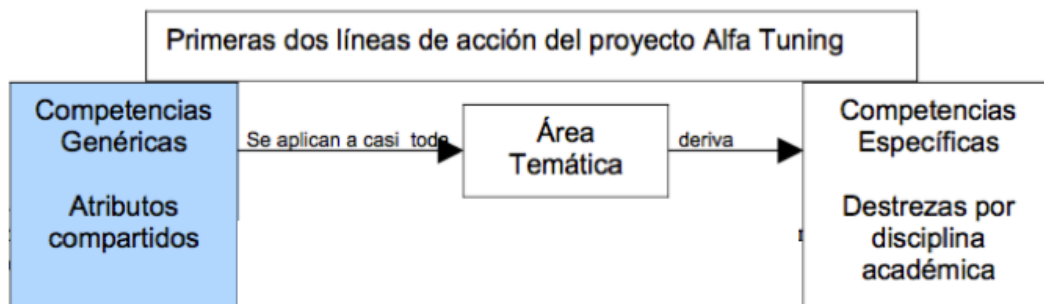 Primeras dos líneas de acción del proyecto Alfa Tuning
Competencias
Genéricas
Atributos
compartidos
Se aplican a casi todo
Área
Temática
deriva
Competencias
Específicas
Destrezas por
disciplina
académica